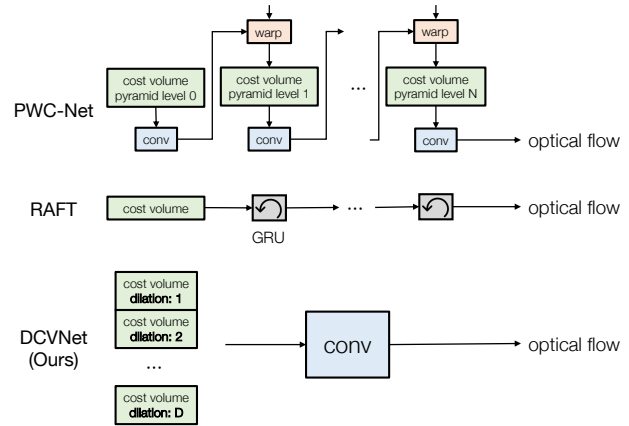 warp
warp
cost volume
pyramid level 0
cost volume
pyramid level 1
...
cost volume
pyramid level N
PWC-Net
conv
conv
conv
optical flow
RAFT
cost volume
...
optical flow
GRU
cost volume
dilation: 1
cost volume
dilation: 2
DCVNet
(Ours)
conv
optical flow
...
cost volume
dilation: D